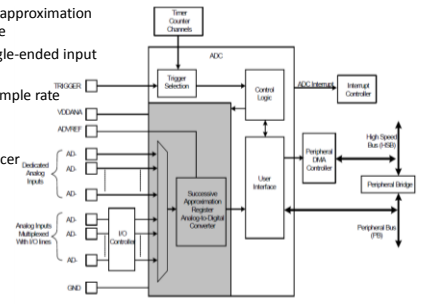 approximation
e
gle-ended input
mple rate
cer
Timer
Counter
Channels
ADC
TRIGGER
Trigger
Selection
Control
Logic
ADC Interrupt
Interrupt
Controller
VDDANA
ADVREF
Dedicated
Analog
Inputs
AD-
AD-
AD-
Analog Inputs
Multiplexed
With I/O lines
AD-
AD-
AD-
I/O
Controller
Successive
Approximation
Register
Analog-to-Digital
Converter
User
Interface
Peripheral
DMA
Controller
High Speed
Bus (HSB)
Peripheral Bridge
Peripheral Bus
(PB)
GND